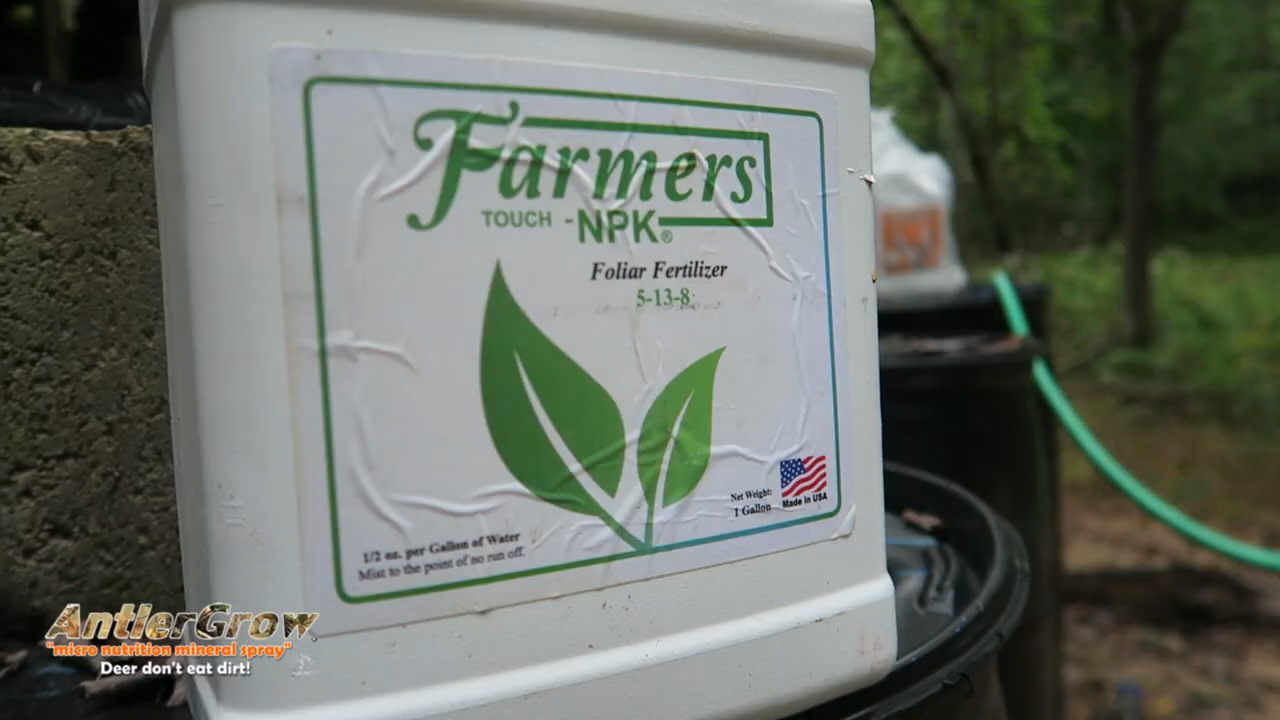 Farmers
TOUCH - NPK®
Foliar Fertilizer
5-13-8
Net Weight:
1 Gallon
Made in USA
1/2 oz. per Gallon of Water
Mist to the point of no run off.
AntlerGrow
"micro nutrition mineral spray"
Deer don't eat dirt!